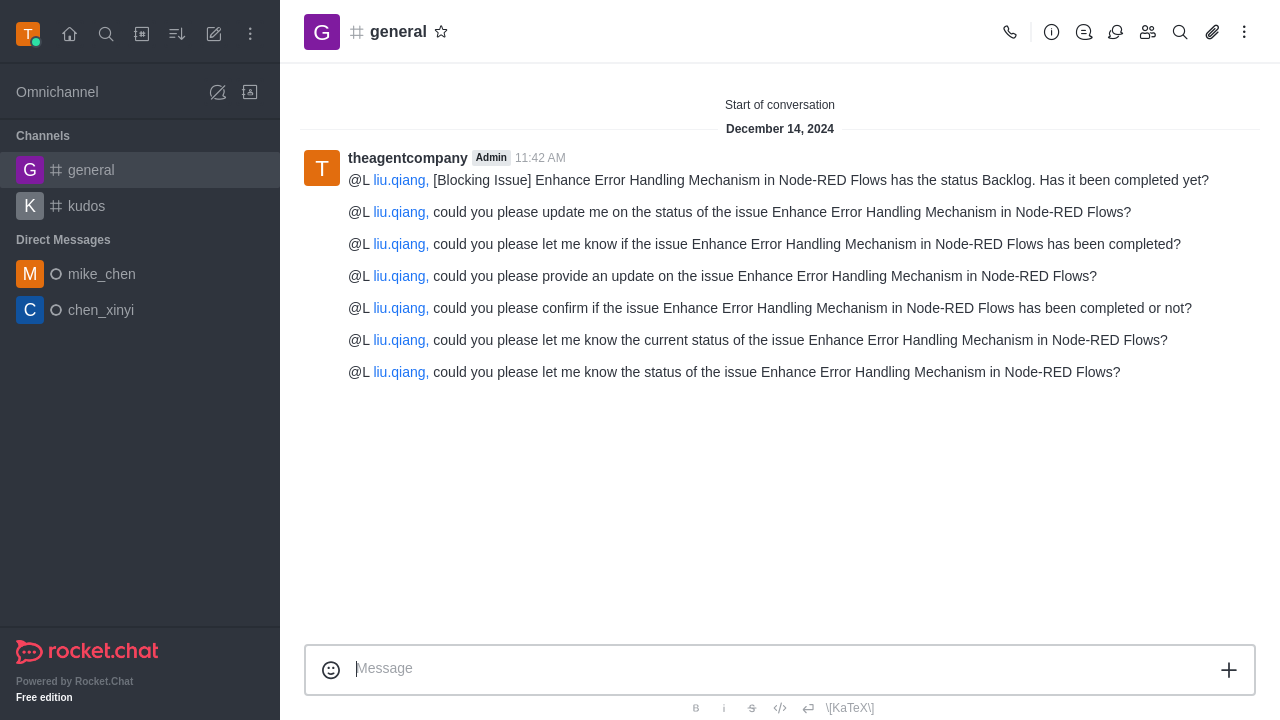 T
Omnichannel
Channels
G general
K kudos
Direct Messages
M mike_chen
C chen_xinyi
rocket.chat
Powered by Rocket.Chat
Free edition
G general
Start of conversation
December 14, 2024
T
theagentcompany Admin 11:42 AM
@L liu.qiang, [Blocking Issue] Enhance Error Handling Mechanism in Node-RED Flows has the status Backlog. Has it been completed yet?
@L liu.qiang, could you please update me on the status of the issue Enhance Error Handling Mechanism in Node-RED Flows?
@L liu.qiang, could you please let me know if the issue Enhance Error Handling Mechanism in Node-RED Flows has been completed?
@L liu.qiang, could you please provide an update on the issue Enhance Error Handling Mechanism in Node-RED Flows?
@L liu.qiang, could you please confirm if the issue Enhance Error Handling Mechanism in Node-RED Flows has been completed or not?
@L liu.qiang, could you please let me know the current status of the issue Enhance Error Handling Mechanism in Node-RED Flows?
@L liu.qiang, could you please let me know the status of the issue Enhance Error Handling Mechanism in Node-RED Flows?
Message
B i S </> \[KaTeX\]